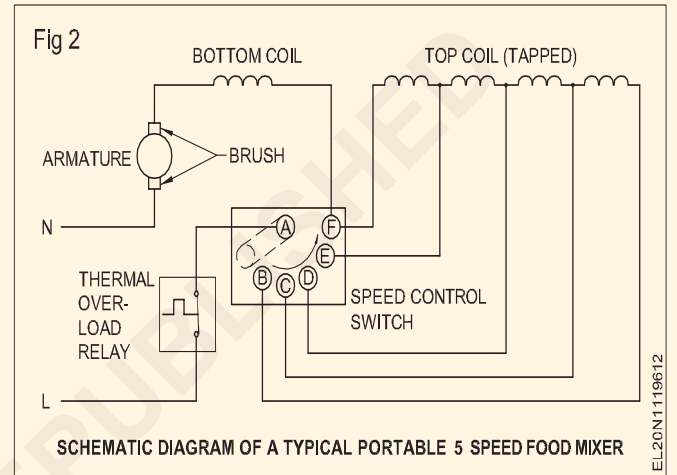 Fig 2
BOTTOM COIL
TOP COIL (TAPPED)
ARMATURE
BRUSH
N
A
F
E
B
C
D
THERMAL
OVER-
LOAD
RELAY
SPEED CONTROL
SWITCH
L
SCHEMATIC DIAGRAM OF A TYPICAL PORTABLE 5 SPEED FOOD MIXER
EL20N1119612
EPUBLISHED